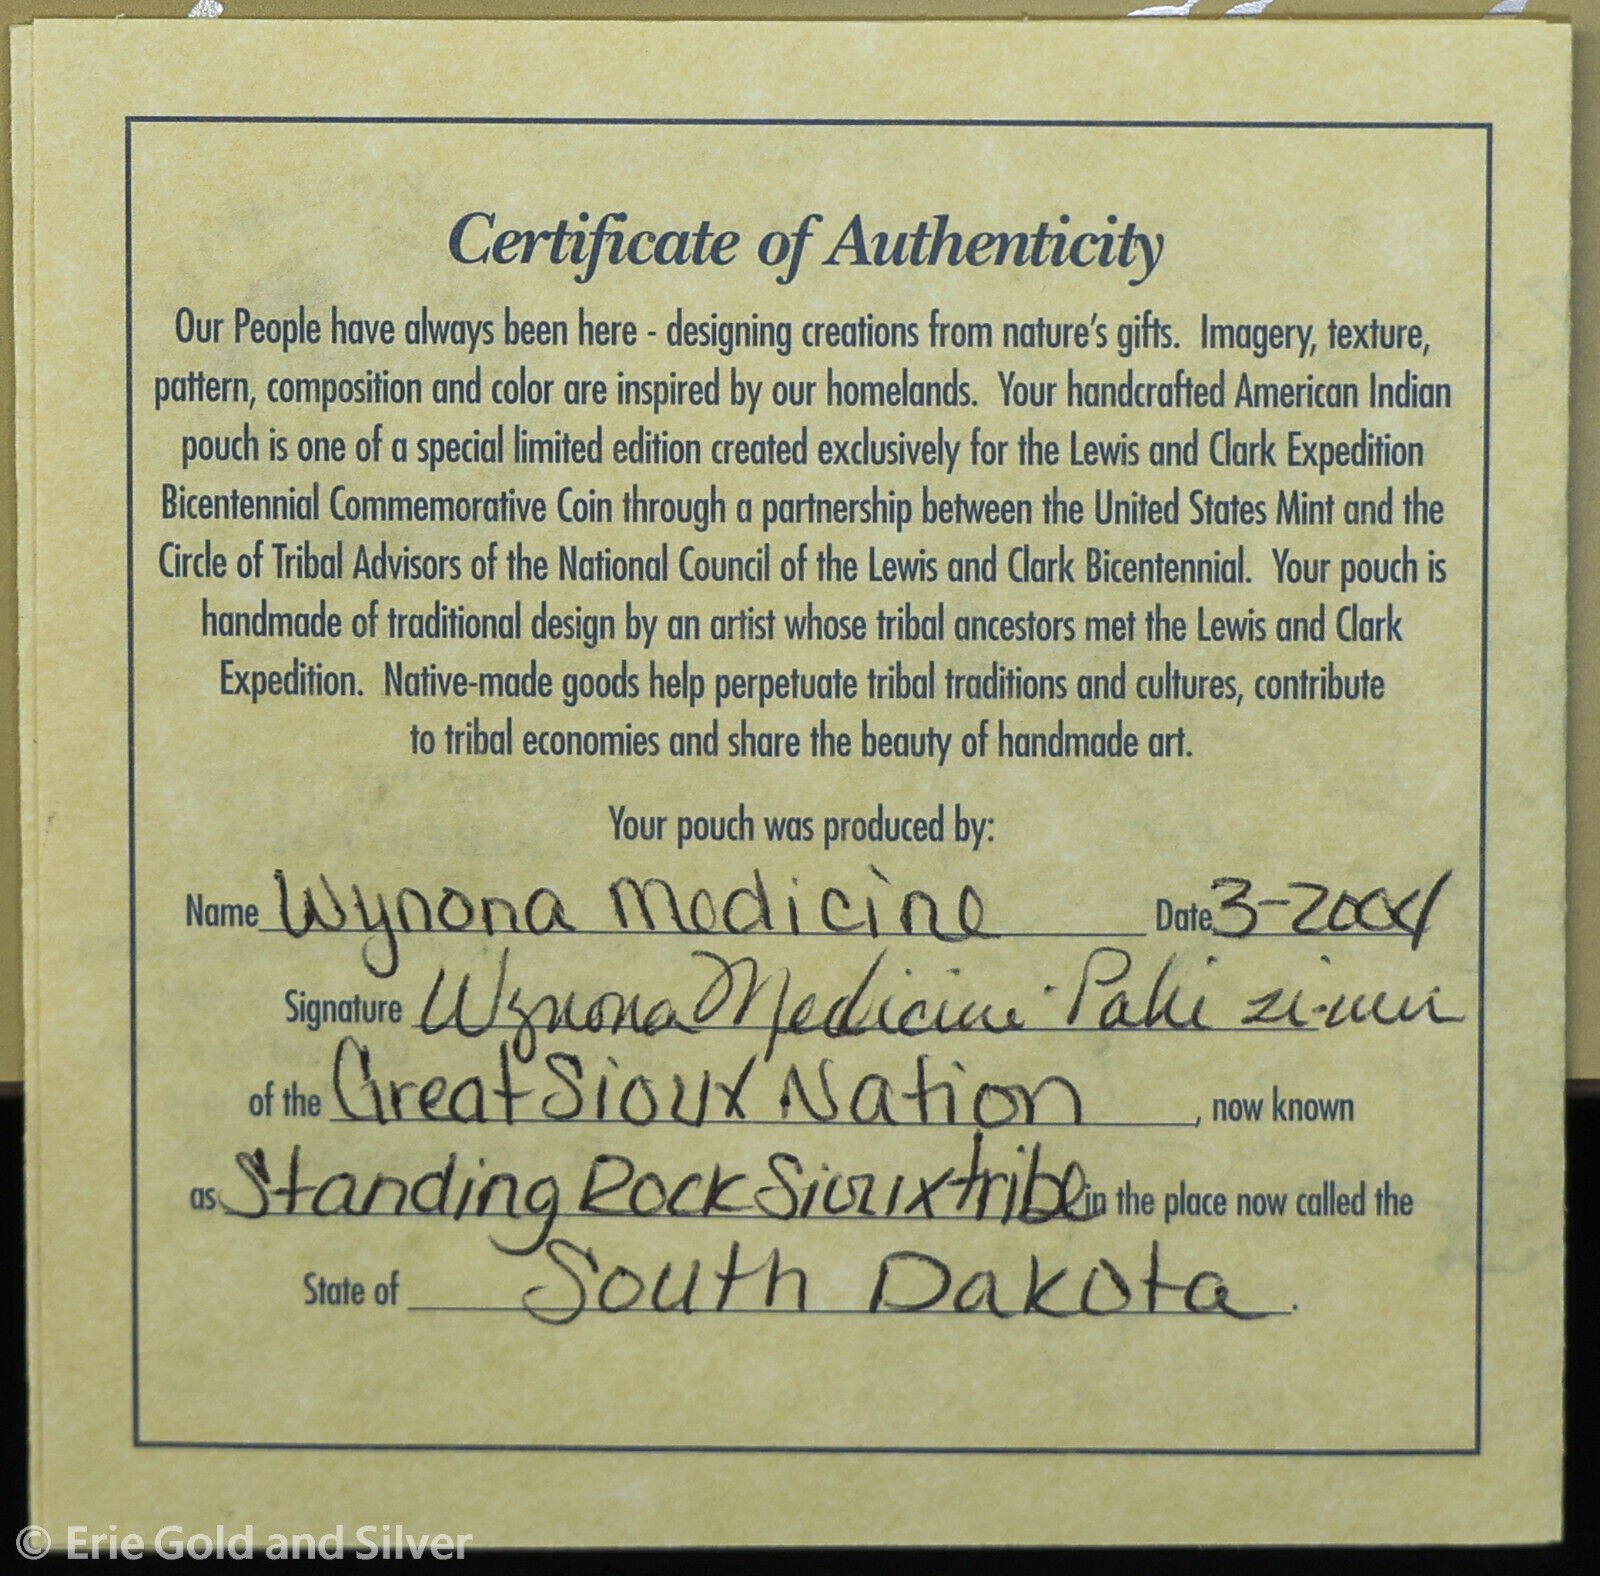 Certificate of Authenticity
Our People have always been here - designing creations from nature's gifts. Imagery, texture,
pattern, composition and color are inspired by our homelands. Your handcrafted American Indian
pouch is one of a special limited edition created exclusively for the Lewis and Clark Expedition
Bicentennial Commemorative Coin through a partnership between the United States Mint and the
Circle of Tribal Advisors of the National Council of the Lewis and Clark Bicentennial. Your pouch is
handmade of traditional design by an artist whose tribal ancestors met the Lewis and Clark
Expedition. Native-made goods help perpetuate tribal traditions and cultures, contribute
to tribal economies and share the beauty of handmade art.
Your pouch was produced by:
Name Wynona Medicine Date 3-2004
Signature Wynona Medicine
of the Great Sioux Nation, now known
as Standing Rock Sioux tribe in the place now called the
State of South Dakota.
© Erie Gold and Silver